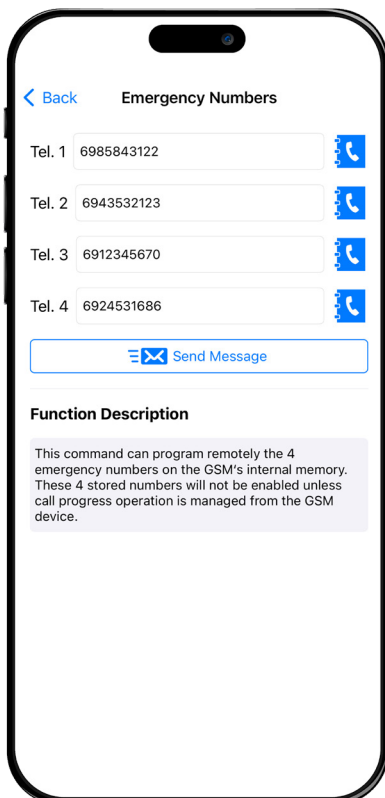 Back Emergency Numbers
Tel. 1 6985843122
Tel. 2 6943532123
Tel. 3 6912345670
Tel. 4 6924531686
Send Message
Function Description
This command can program remotely the 4
emergency numbers on the GSM's internal memory.
These 4 stored numbers will not be enabled unless
call progress operation is managed from the GSM
device.